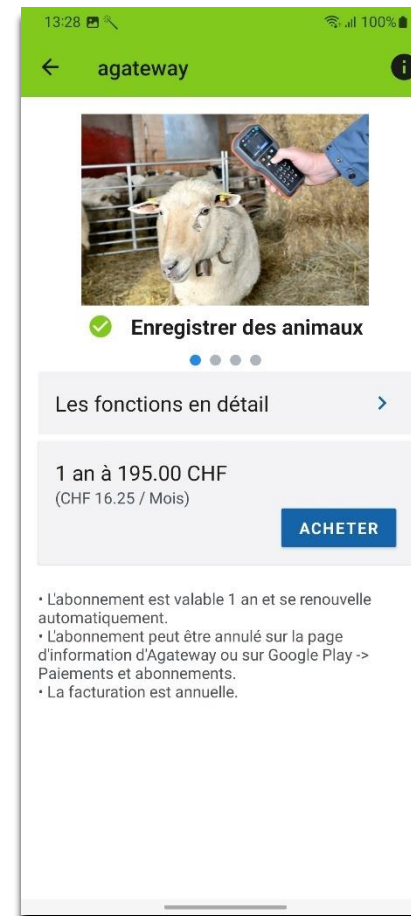 13:28 100%
agateway
Enregistrer des animaux
Les fonctions en détail
1 an à 195.00 CHF
(CHF 16.25 / Mois)
ACHETER
• L'abonnement est valable 1 an et se renouvelle
automatiquement.
• L'abonnement peut être annulé sur la page
d'information d'Agateway ou sur Google Play ->
Paiements et abonnements.
• La facturation est annuelle.